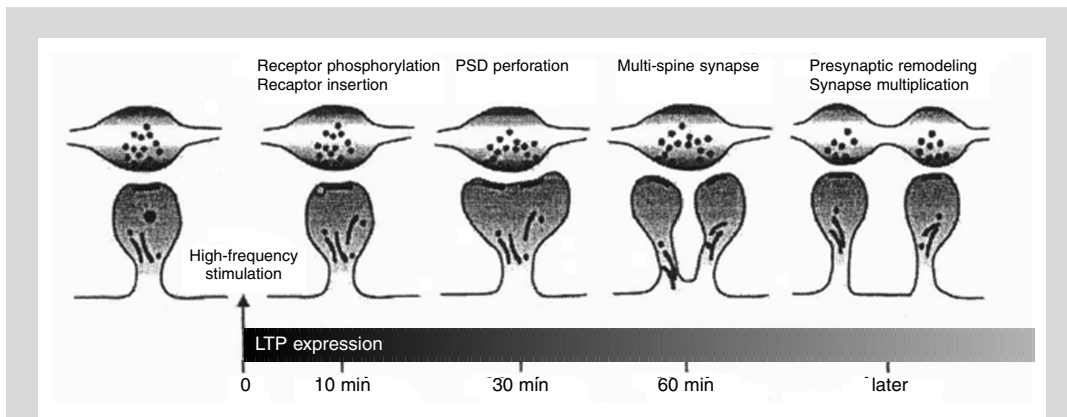 Receptor phosphorylation
Recaptor insertion
PSD perforation
Multi-spine synapse
Presynaptic remodeling
Synapse multiplication
High-frequency
stimulation
LTP expression
0
10 min
30 min
60 min
later